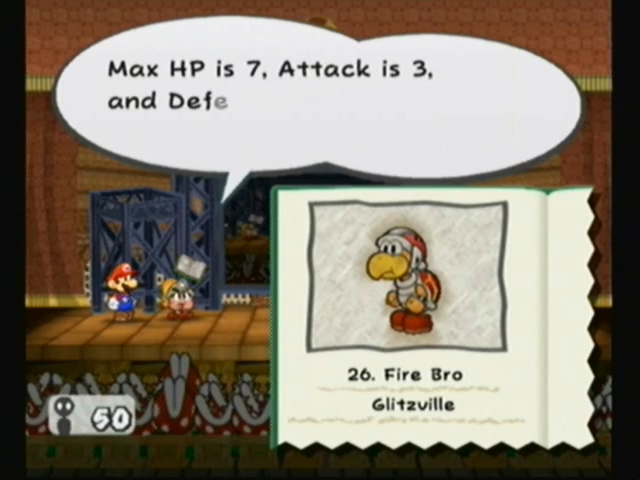 Max HP is 7, Attack is 3,
and Defe
26. Fire Bro
Glitzville
50